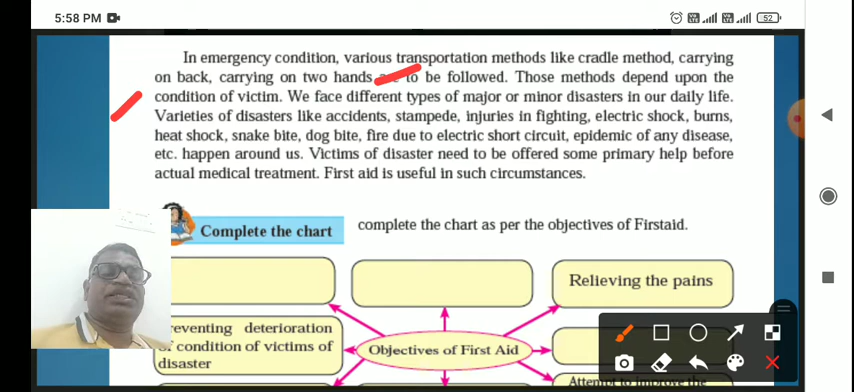 5:58 PM
52
In emergency condition, various transportation methods like cradle method, carrying
on back, carrying on two hands are to be followed. Those methods depend upon the
condition of victim. We face different types of major or minor disasters in our daily life.
Varieties of disasters like accidents, stampede, injuries in fighting, electric shock, burns,
heat shock, snake bite, dog bite, fire due to electric short circuit, epidemic of any disease,
etc. happen around us. Victims of disaster need to be offered some primary help before
actual medical treatment. First aid is useful in such circumstances.
Complete the chart
complete the chart as per the objectives of Firstaid.
Relieving the pains
reventing deterioration
of condition of victims of
disaster
Objectives of First Aid
Attempt to improve the